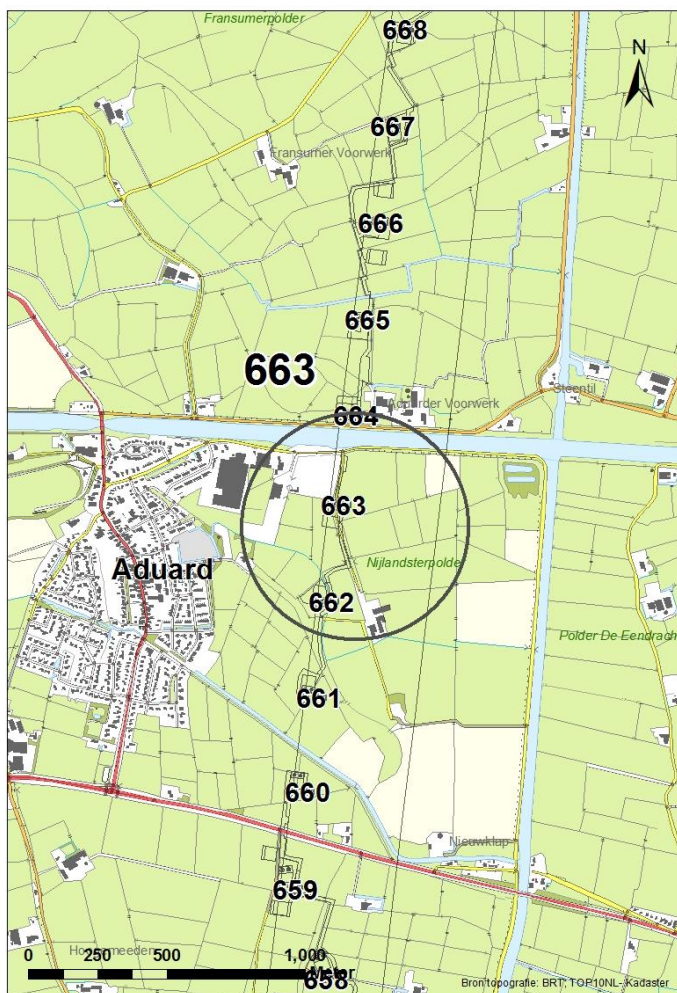 Fransumerpolder
668
N
667
Fransumer Voorwerk
666
665
663
664
Aduarder Voorwerk
Steentil
663
Aduard
Nijlandsterpolder
662
Polder De Eendracht
661
660
Nieuwklap
659
0
250
500
1,000
Meter
658
Bron topografie: BRT; TOP10NL- Kadaster